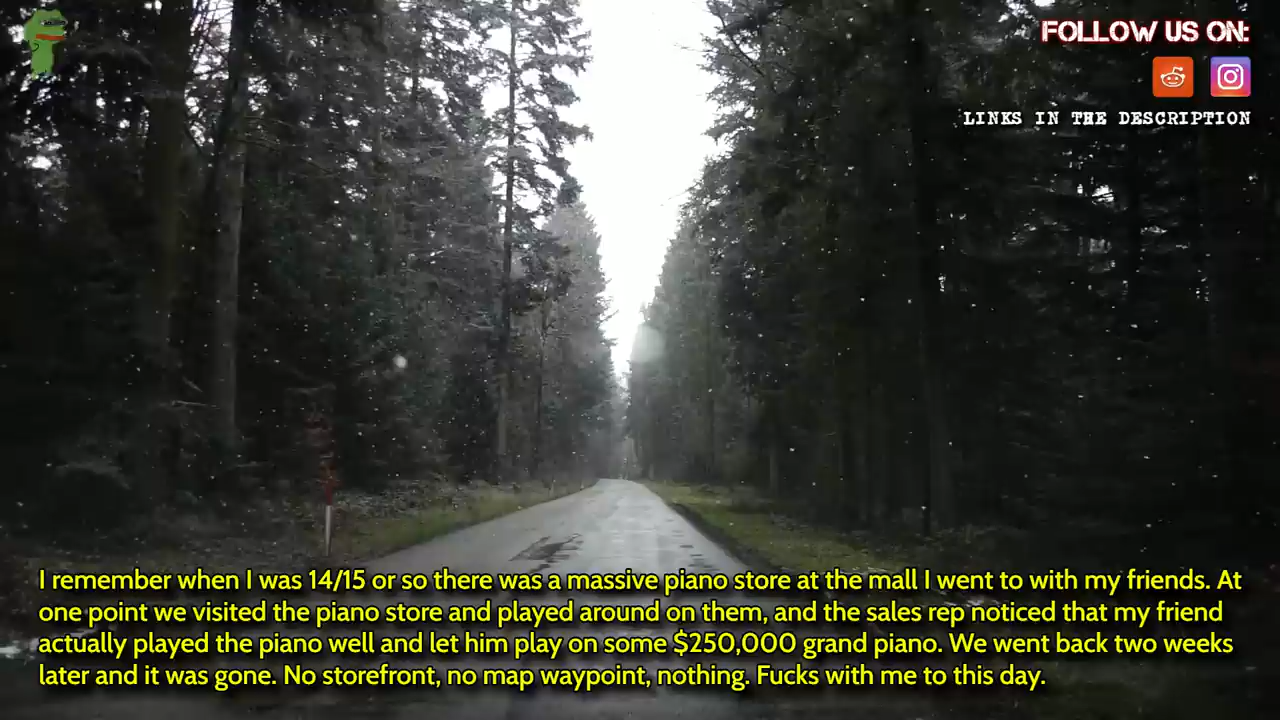 FOLLOW US ON:
LINKS IN THE DESCRIPTION
I remember when I was 14/15 or so there was a massive piano store at the mall I went to with my friends. At
one point we visited the piano store and played around on them, and the sales rep noticed that my friend
actually played the piano well and let him play on some $250,000 grand piano. We went back two weeks
later and it was gone. No storefront, no map waypoint, nothing. Fucks with me to this day.